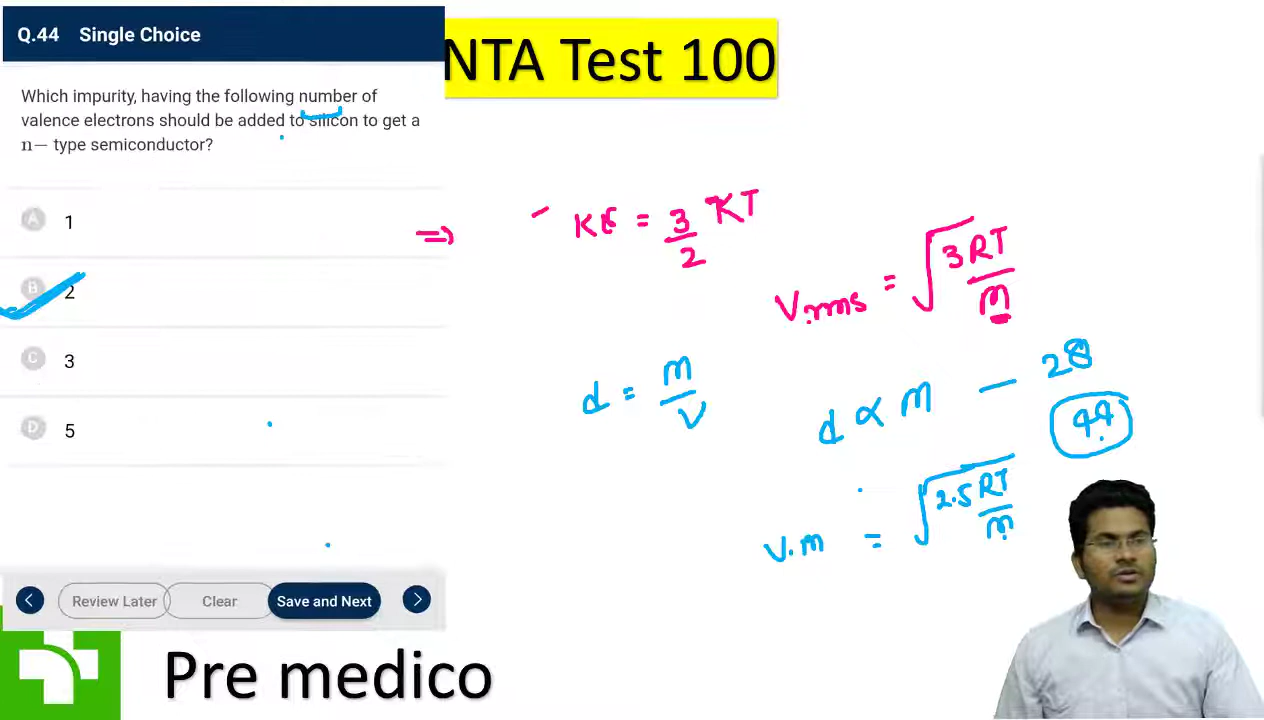 Q.44 Single Choice
NTA Test 100
Which impurity, having the following number of
valence electrons should be added to silicon to get a
n− type semiconductor?
A 1
B 2
C 3
D 5
Review Later
Clear
Save and Next
Pre medico
⇒ KE = 3/2 KT
V.rms = √3RT/m
d = m/V
d ∝ m — 28
44
V.m = √2.5RT/m